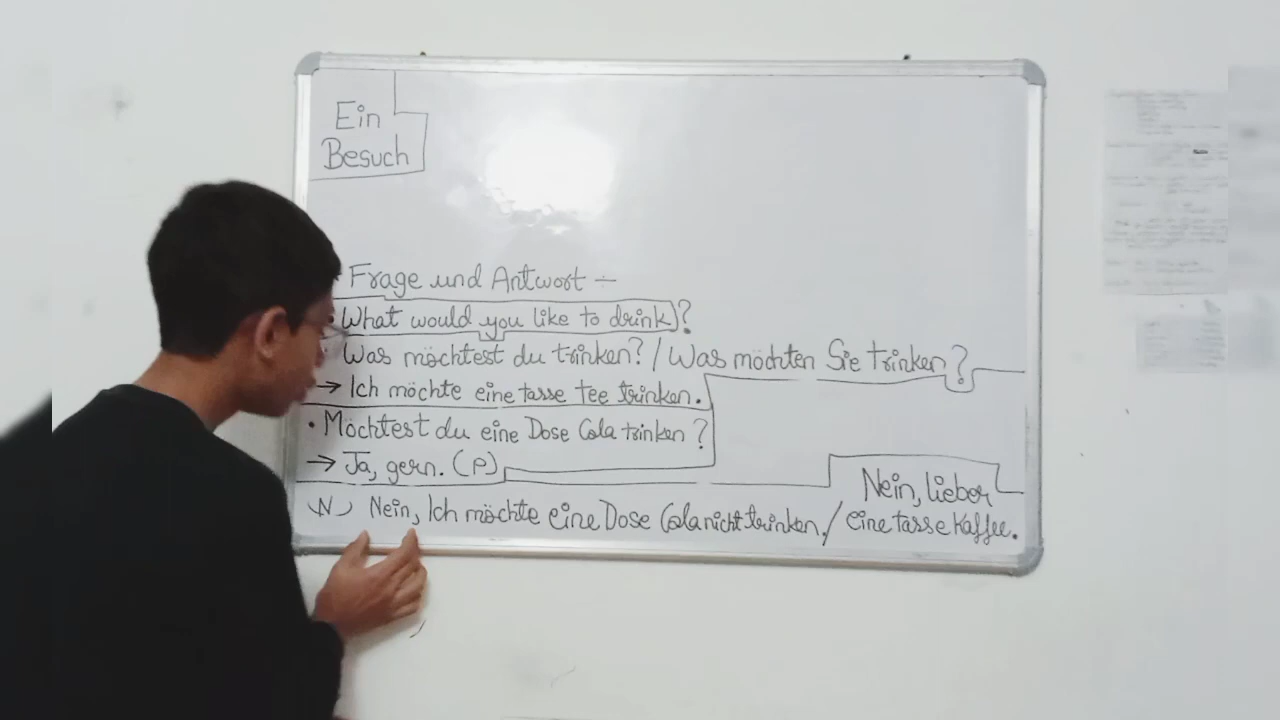 Ein
Besuch
Frage und Antwort ÷
• What would you like to drink?
• Was möchtest du trinken? / Was möchten Sie trinken?
→ Ich möchte eine tasse tee trinken.
• Möchtest du eine Dose Cola trinken?
→ Ja, gern. (P)
N) Nein, Ich möchte eine Dose Cola nicht trinken. / Nein, lieber
eine tasse Kaffee.